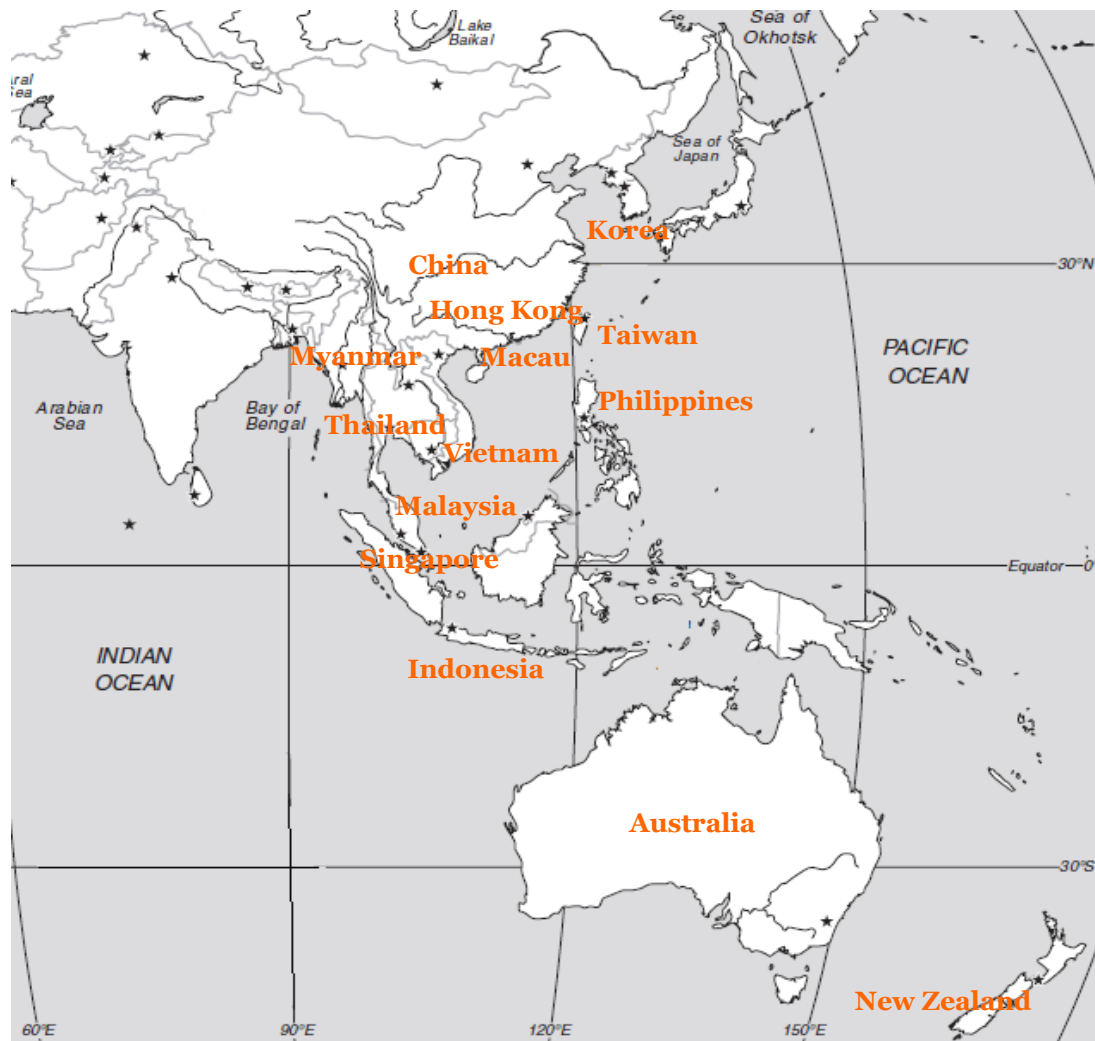 Sea of
Okhotsk
Lake
Baikal
Aral
Sea
Sea of
Japan
Korea
China
30°N
Hong Kong
Taiwan
Myanmar
Macau
PACIFIC
OCEAN
Arabian
Sea
Bay of
Bengal
Philippines
Thailand
Vietnam
Malaysia
Singapore
Equator
0°
INDIAN
OCEAN
Indonesia
Australia
30°S
New Zealand
60°E
90°E
120°E
150°E